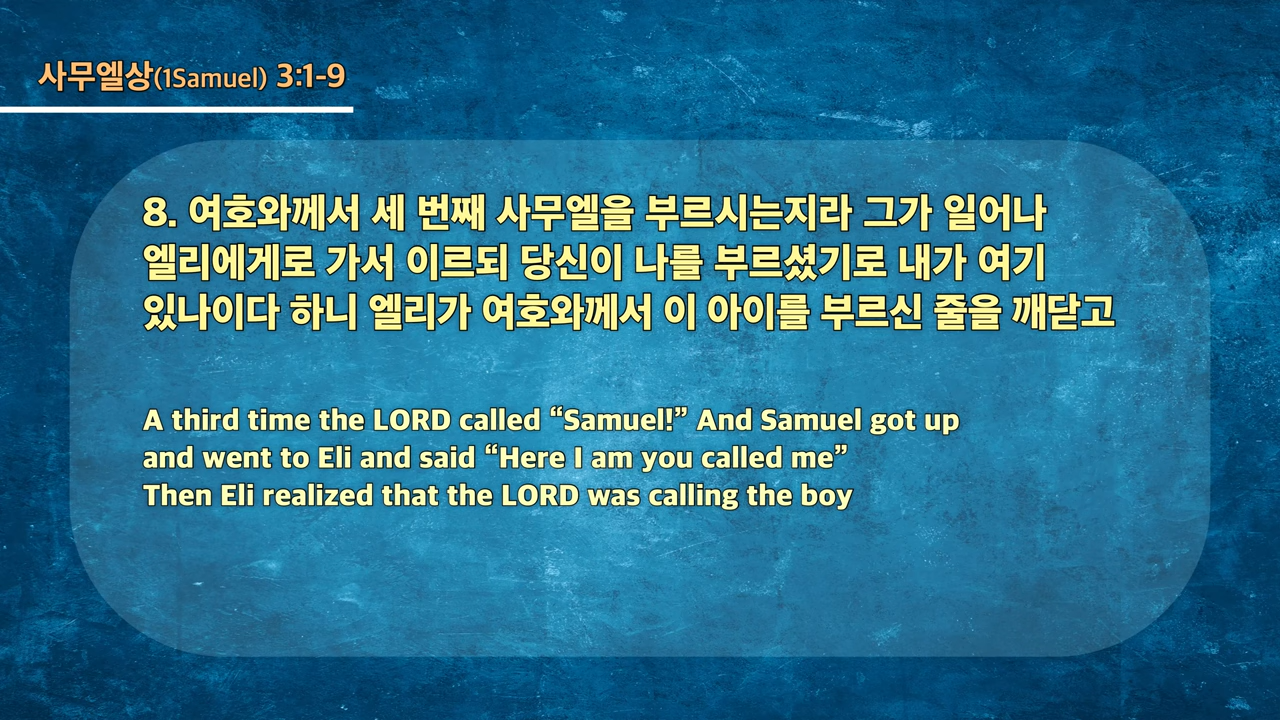 사무엘상(1Samuel) 3:1-9
8. 여호와께서 세 번째 사무엘을 부르시는지라 그가 일어나
엘리에게로 가서 이르되 당신이 나를 부르셨기로 내가 여기
있나이다 하니 엘리가 여호와께서 이 아이를 부르신 줄을 깨닫고
A third time the LORD called “Samuel!” And Samuel got up
and went to Eli and said “Here I am you called me”
Then Eli realized that the LORD was calling the boy